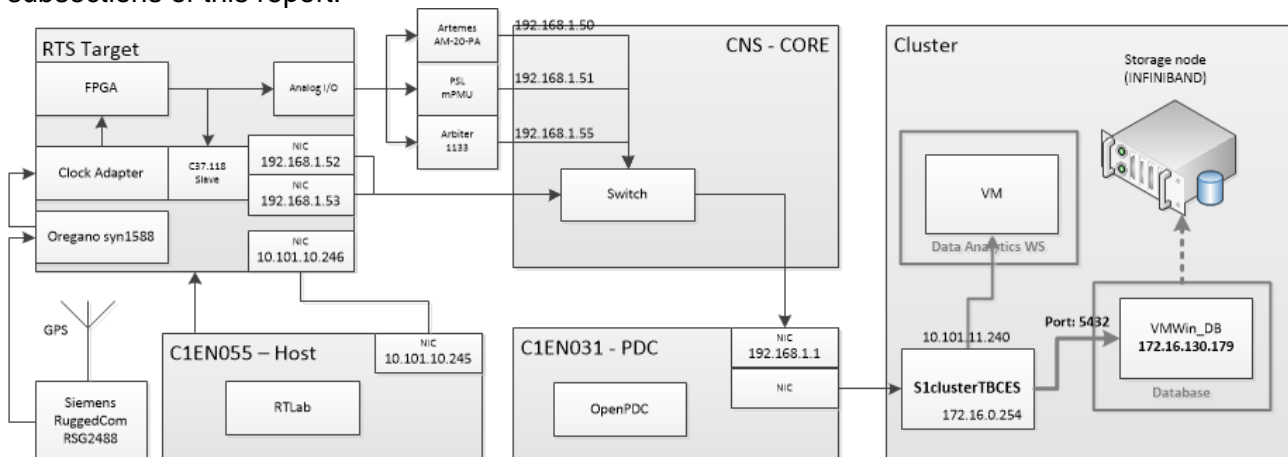 subsections of this report.
RTS Target
FPGA
Analog I/O
Clock Adapter
C37.118
Slave
NIC
192.168.1.52
NIC
192.168.1.53
Oregano syn1588
NIC
10.101.10.246
GPS
Siemens
RuggedCom
RSG2488
C1EN055 – Host
NIC
10.101.10.245
RTLab
Artemes
AM-20-PA
PSL
mPMU
Arbiter
1133
192.168.1.50
192.168.1.51
192.168.1.55
CNS - CORE
Switch
C1EN031 - PDC
NIC
192.168.1.1
NIC
OpenPDC
Cluster
Storage node
(INFINIBAND)
VM
Data Analytics WS
10.101.11.240
Port: 5432
S1clusterTBCES
172.16.0.254
VMWin_DB
172.16.130.179
Database